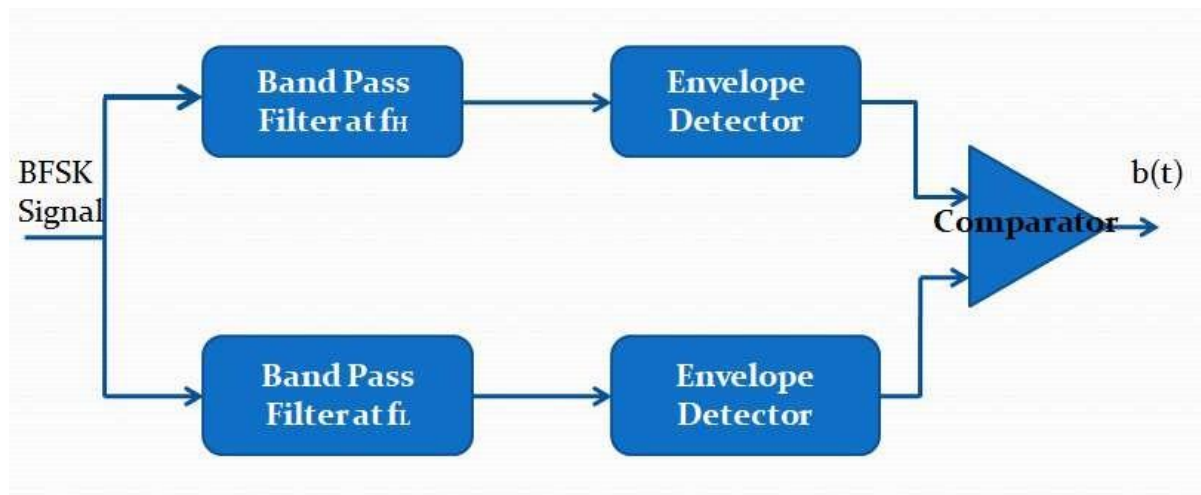 BFSK
Signal
Band Pass
Filter at fH
Envelope
Detector
Comparator
b(t)
Band Pass
Filter at fL
Envelope
Detector